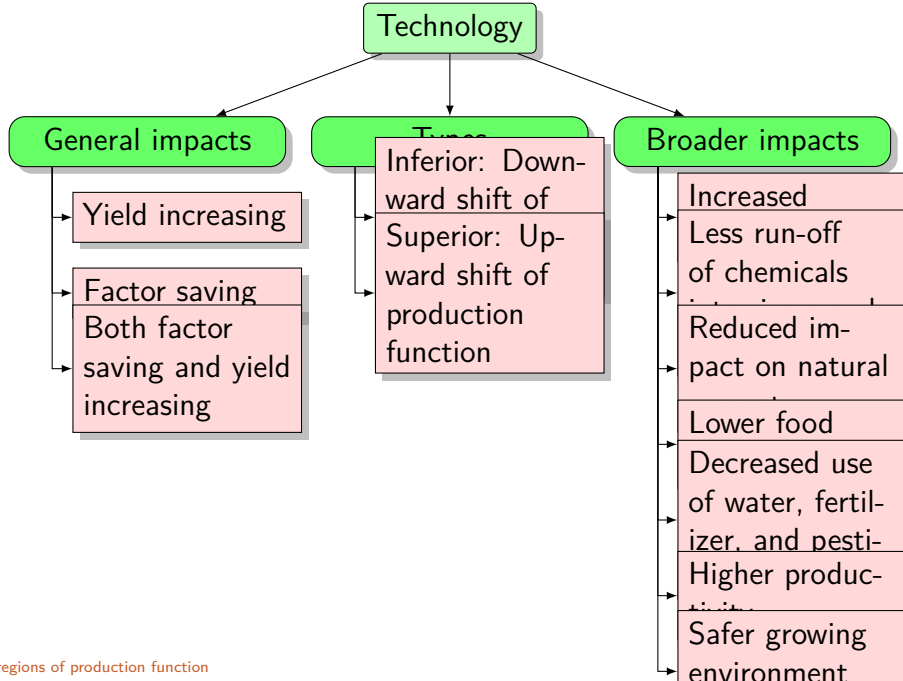 Technology
General impacts
Yield increasing
Factor saving
Both factor
saving and yield
increasing
Types
Inferior: Down-
ward shift of
Superior: Up-
ward shift of
production
function
Broader impacts
Increased
Less run-off
of chemicals
Reduced im-
pact on natural
Lower food
Decreased use
of water, fertil-
izer, and pesti-
Higher produc-
tivity
Safer growing
environment
regions of production function